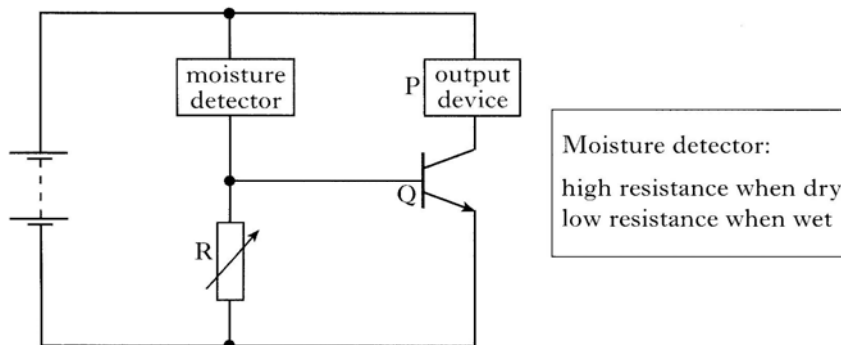 moisture
detector
P
output
device
Q
R
Moisture detector:
high resistance when dry
low resistance when wet